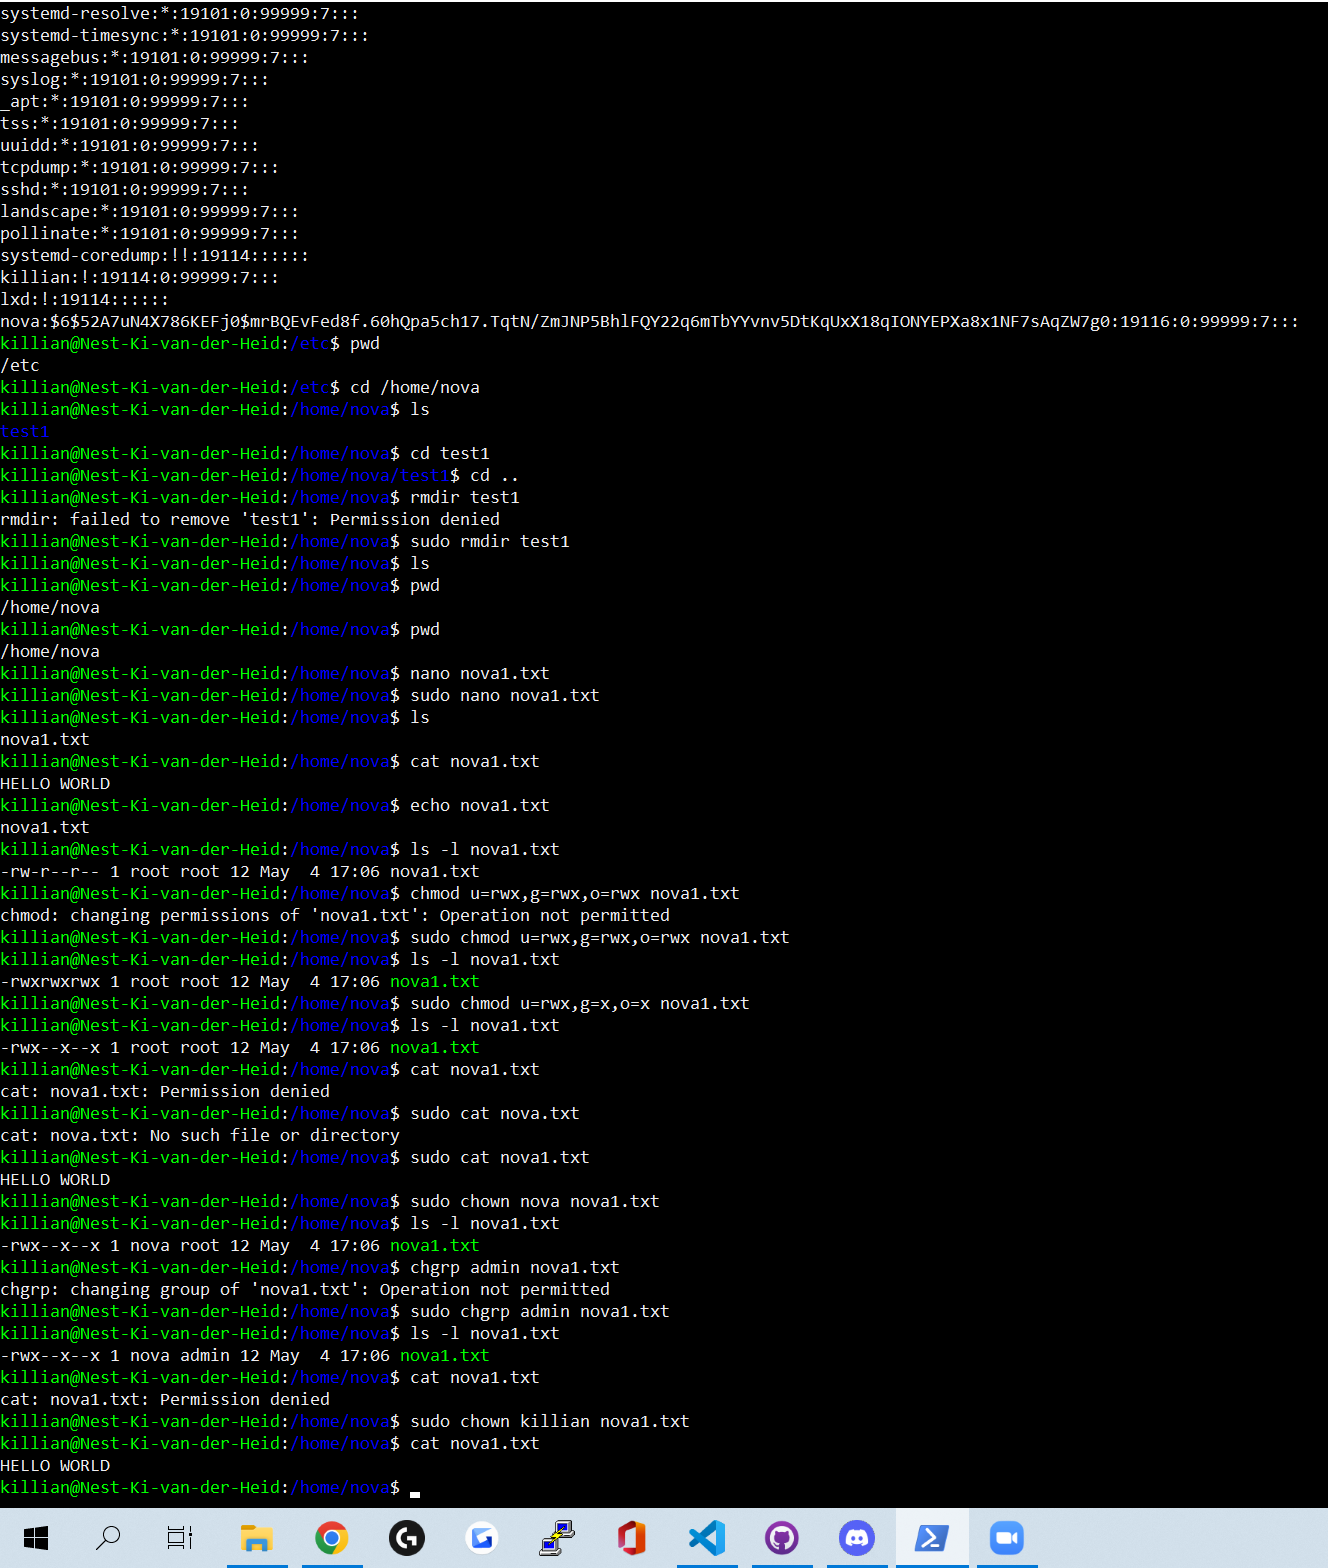 systemd-resolve:*:19101:0:99999:7:::
systemd-timesync:*:19101:0:99999:7:::
messagebus:*:19101:0:99999:7:::
syslog:*:19101:0:99999:7:::
_apt:*:19101:0:99999:7:::
tss:*:19101:0:99999:7:::
uuidd:*:19101:0:99999:7:::
tcpdump:*:19101:0:99999:7:::
sshd:*:19101:0:99999:7:::
landscape:*:19101:0:99999:7:::
pollinate:*:19101:0:99999:7:::
systemd-coredump:!!:19114::::::
killian:!:19114:0:99999:7:::
lxd:!:19114::::::
nova:$6$52A7uN4X786KEFj0$mrBQEvFed8f.60hQpa5ch17.TqtN/ZmJNP5BhlFQY22q6mTbYYvnv5DtKqUxX18qIONYEPXa8x1NF7sAqZW7g0:19116:0:99999:7:::
killian@Nest-Ki-van-der-Heid:/etc$ pwd
/etc
killian@Nest-Ki-van-der-Heid:/etc$ cd /home/nova
killian@Nest-Ki-van-der-Heid:/home/nova$ ls
test1
killian@Nest-Ki-van-der-Heid:/home/nova$ cd test1
killian@Nest-Ki-van-der-Heid:/home/nova/test1$ cd ..
killian@Nest-Ki-van-der-Heid:/home/nova$ rmdir test1
rmdir: failed to remove 'test1': Permission denied
killian@Nest-Ki-van-der-Heid:/home/nova$ sudo rmdir test1
killian@Nest-Ki-van-der-Heid:/home/nova$ ls
killian@Nest-Ki-van-der-Heid:/home/nova$ pwd
/home/nova
killian@Nest-Ki-van-der-Heid:/home/nova$ pwd
/home/nova
killian@Nest-Ki-van-der-Heid:/home/nova$ nano nova1.txt
killian@Nest-Ki-van-der-Heid:/home/nova$ sudo nano nova1.txt
killian@Nest-Ki-van-der-Heid:/home/nova$ ls
nova1.txt
killian@Nest-Ki-van-der-Heid:/home/nova$ cat nova1.txt
HELLO WORLD
killian@Nest-Ki-van-der-Heid:/home/nova$ echo nova1.txt
nova1.txt
killian@Nest-Ki-van-der-Heid:/home/nova$ ls -l nova1.txt
-rw-r--r-- 1 root root 12 May  4 17:06 nova1.txt
killian@Nest-Ki-van-der-Heid:/home/nova$ chmod u=rwx,g=rwx,o=rwx nova1.txt
chmod: changing permissions of 'nova1.txt': Operation not permitted
killian@Nest-Ki-van-der-Heid:/home/nova$ sudo chmod u=rwx,g=rwx,o=rwx nova1.txt
killian@Nest-Ki-van-der-Heid:/home/nova$ ls -l nova1.txt
-rwxrwxrwx 1 root root 12 May  4 17:06 nova1.txt
killian@Nest-Ki-van-der-Heid:/home/nova$ sudo chmod u=rwx,g=x,o=x nova1.txt
killian@Nest-Ki-van-der-Heid:/home/nova$ ls -l nova1.txt
-rwx--x--x 1 root root 12 May  4 17:06 nova1.txt
killian@Nest-Ki-van-der-Heid:/home/nova$ cat nova1.txt
cat: nova1.txt: Permission denied
killian@Nest-Ki-van-der-Heid:/home/nova$ sudo cat nova.txt
cat: nova.txt: No such file or directory
killian@Nest-Ki-van-der-Heid:/home/nova$ sudo cat nova1.txt
HELLO WORLD
killian@Nest-Ki-van-der-Heid:/home/nova$ sudo chown nova nova1.txt
killian@Nest-Ki-van-der-Heid:/home/nova$ ls -l nova1.txt
-rwx--x--x 1 nova root 12 May  4 17:06 nova1.txt
killian@Nest-Ki-van-der-Heid:/home/nova$ chgrp admin nova1.txt
chgrp: changing group of 'nova1.txt': Operation not permitted
killian@Nest-Ki-van-der-Heid:/home/nova$ sudo chgrp admin nova1.txt
killian@Nest-Ki-van-der-Heid:/home/nova$ ls -l nova1.txt
-rwx--x--x 1 nova admin 12 May  4 17:06 nova1.txt
killian@Nest-Ki-van-der-Heid:/home/nova$ cat nova1.txt
cat: nova1.txt: Permission denied
killian@Nest-Ki-van-der-Heid:/home/nova$ sudo chown killian nova1.txt
killian@Nest-Ki-van-der-Heid:/home/nova$ cat nova1.txt
HELLO WORLD
killian@Nest-Ki-van-der-Heid:/home/nova$